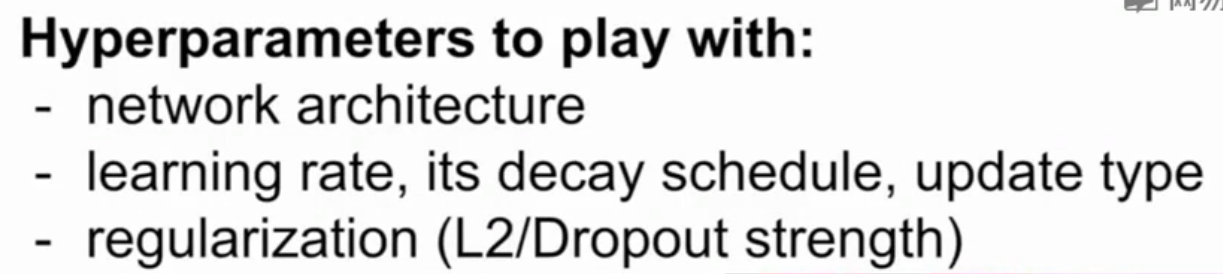 Hyperparameters to play with:
- network architecture
- learning rate, its decay schedule, update type
- regularization (L2/Dropout strength)